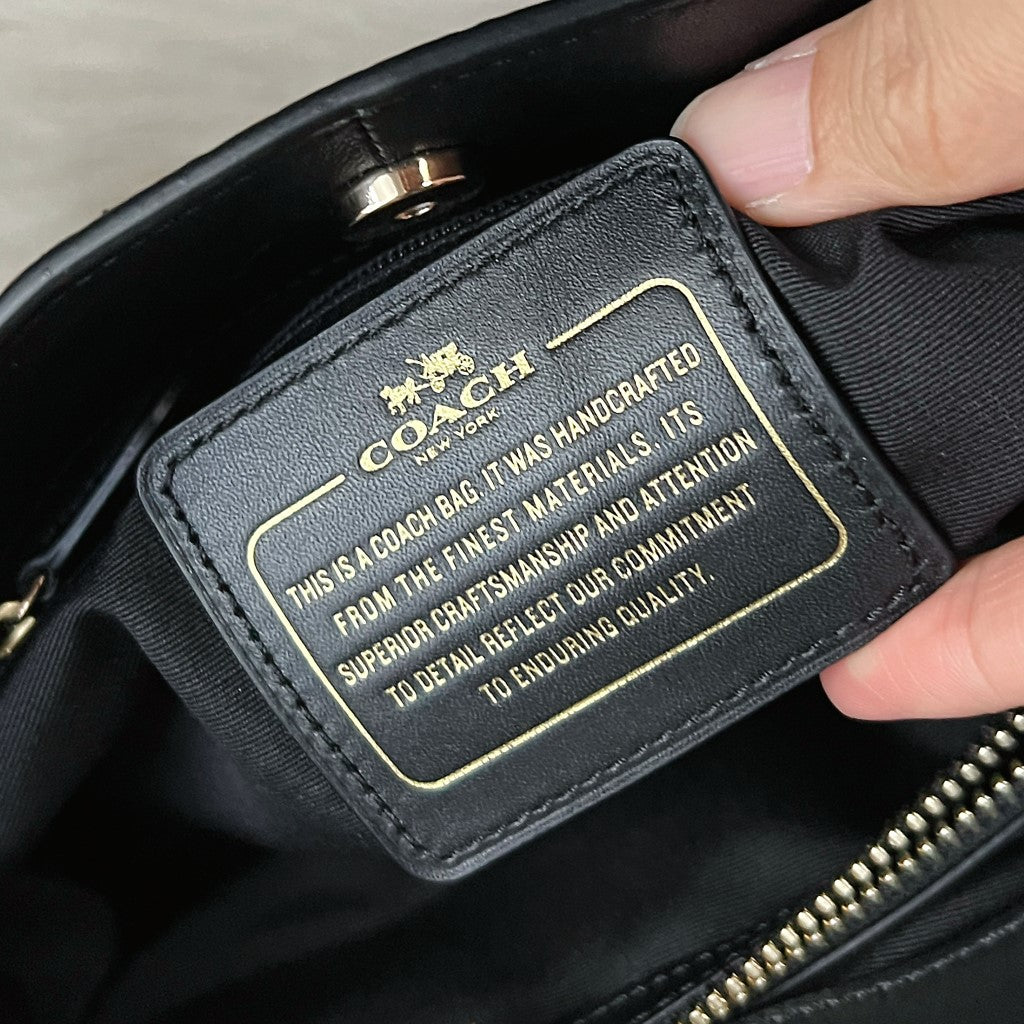 COACH
NEW YORK
THIS IS A COACH BAG. IT WAS HANDCRAFTED
FROM THE FINEST MATERIALS. ITS
SUPERIOR CRAFTSMANSHIP AND ATTENTION
TO DETAIL REFLECT OUR COMMITMENT
TO ENDURING QUALITY.